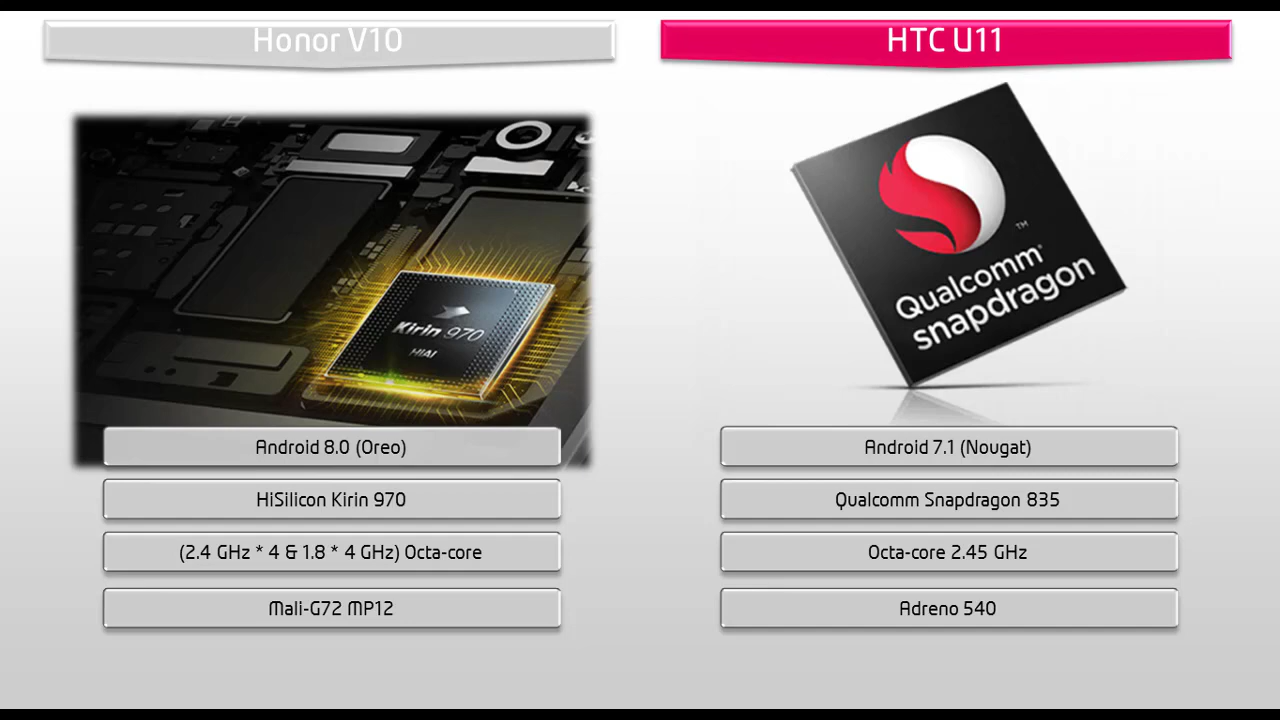 Honor V10
HTC U11
Kirin 970
HIAI
Qualcomm®
snapdragon
™
Android 8.0 (Oreo)
Android 7.1 (Nougat)
HiSilicon Kirin 970
Qualcomm Snapdragon 835
(2.4 GHz * 4 & 1.8 * 4 GHz) Octa-core
Octa-core 2.45 GHz
Mali-G72 MP12
Adreno 540